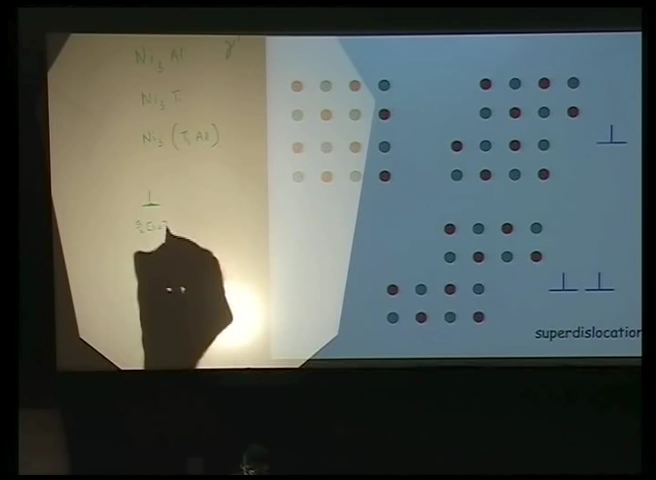 Ni₃ Al γ'
Ni₃ Ti
Ni₃ (Ti Al)
⊥
superdislocation